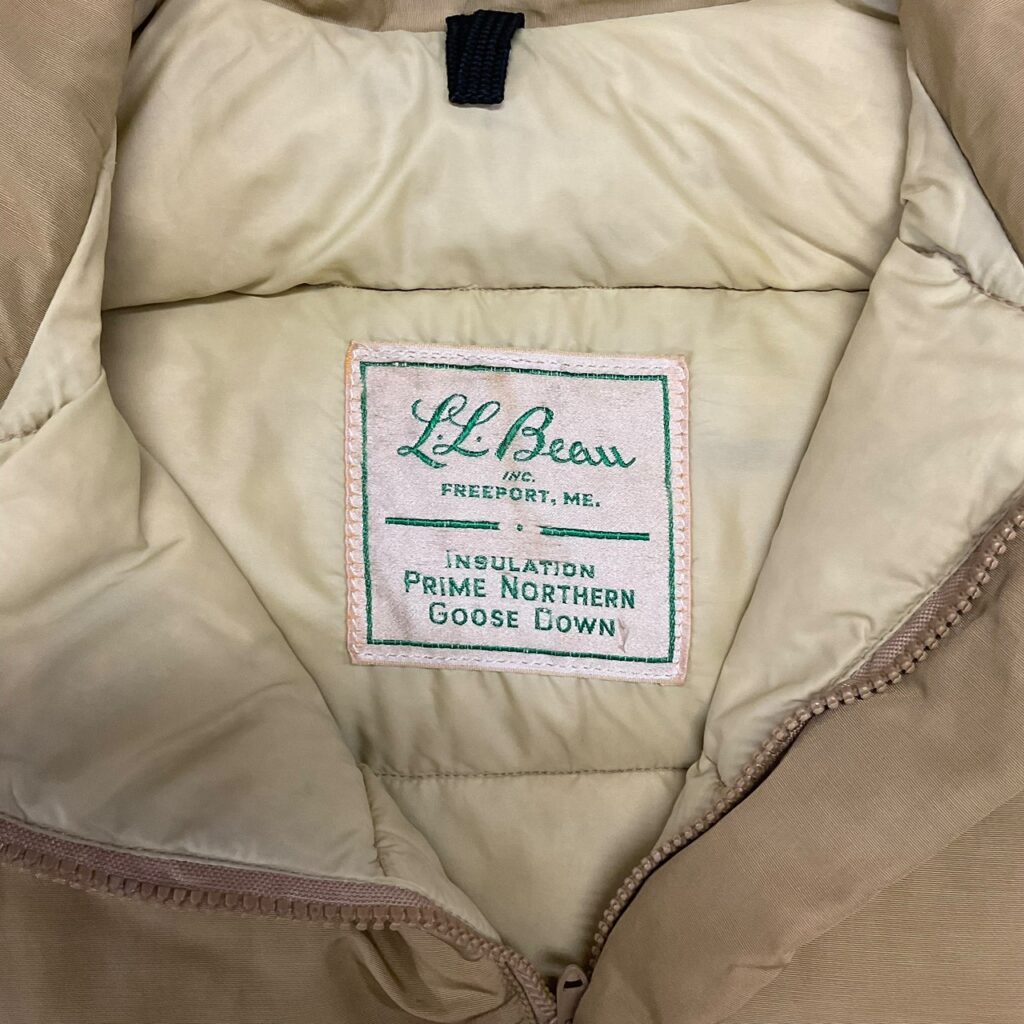 L.L. Bean
INC.
FREEPORT, ME.
INSULATION
PRIME NORTHERN
GOOSE DOWN